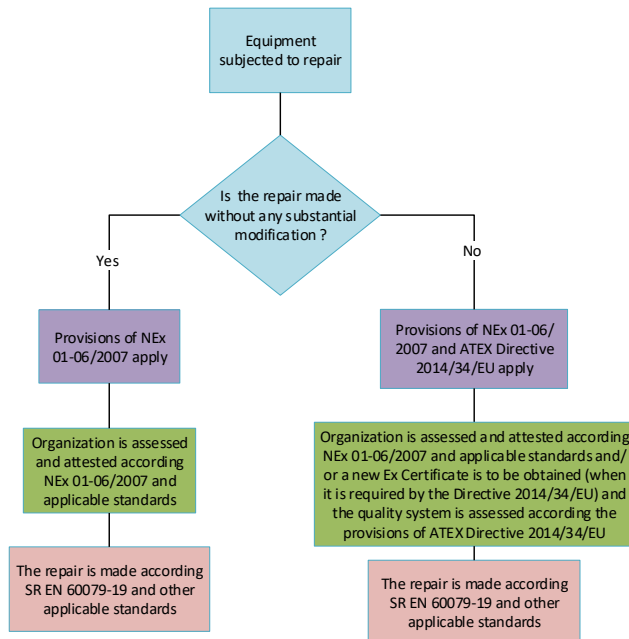 Equipment
subjected to repair
Is the repair made
without any substantial
modification ?
Yes
No
Provisions of NEx
01-06/2007 apply
Provisions of NEx 01-06/
2007 and ATEX Directive
2014/34/EU apply
Organization is assessed
and attested according
NEx 01-06/2007 and
applicable standards
Organization is assessed and attested according
NEx 01-06/2007 and applicable standards and/
or a new Ex Certificate is to be obtained (when
it is required by the Directive 2014/34/EU) and
the quality system is assessed according the
provisions of ATEX Directive 2014/34/EU
The repair is made according
SR EN 60079-19 and other
applicable standards
The repair is made according
SR EN 60079-19 and other
applicable standards